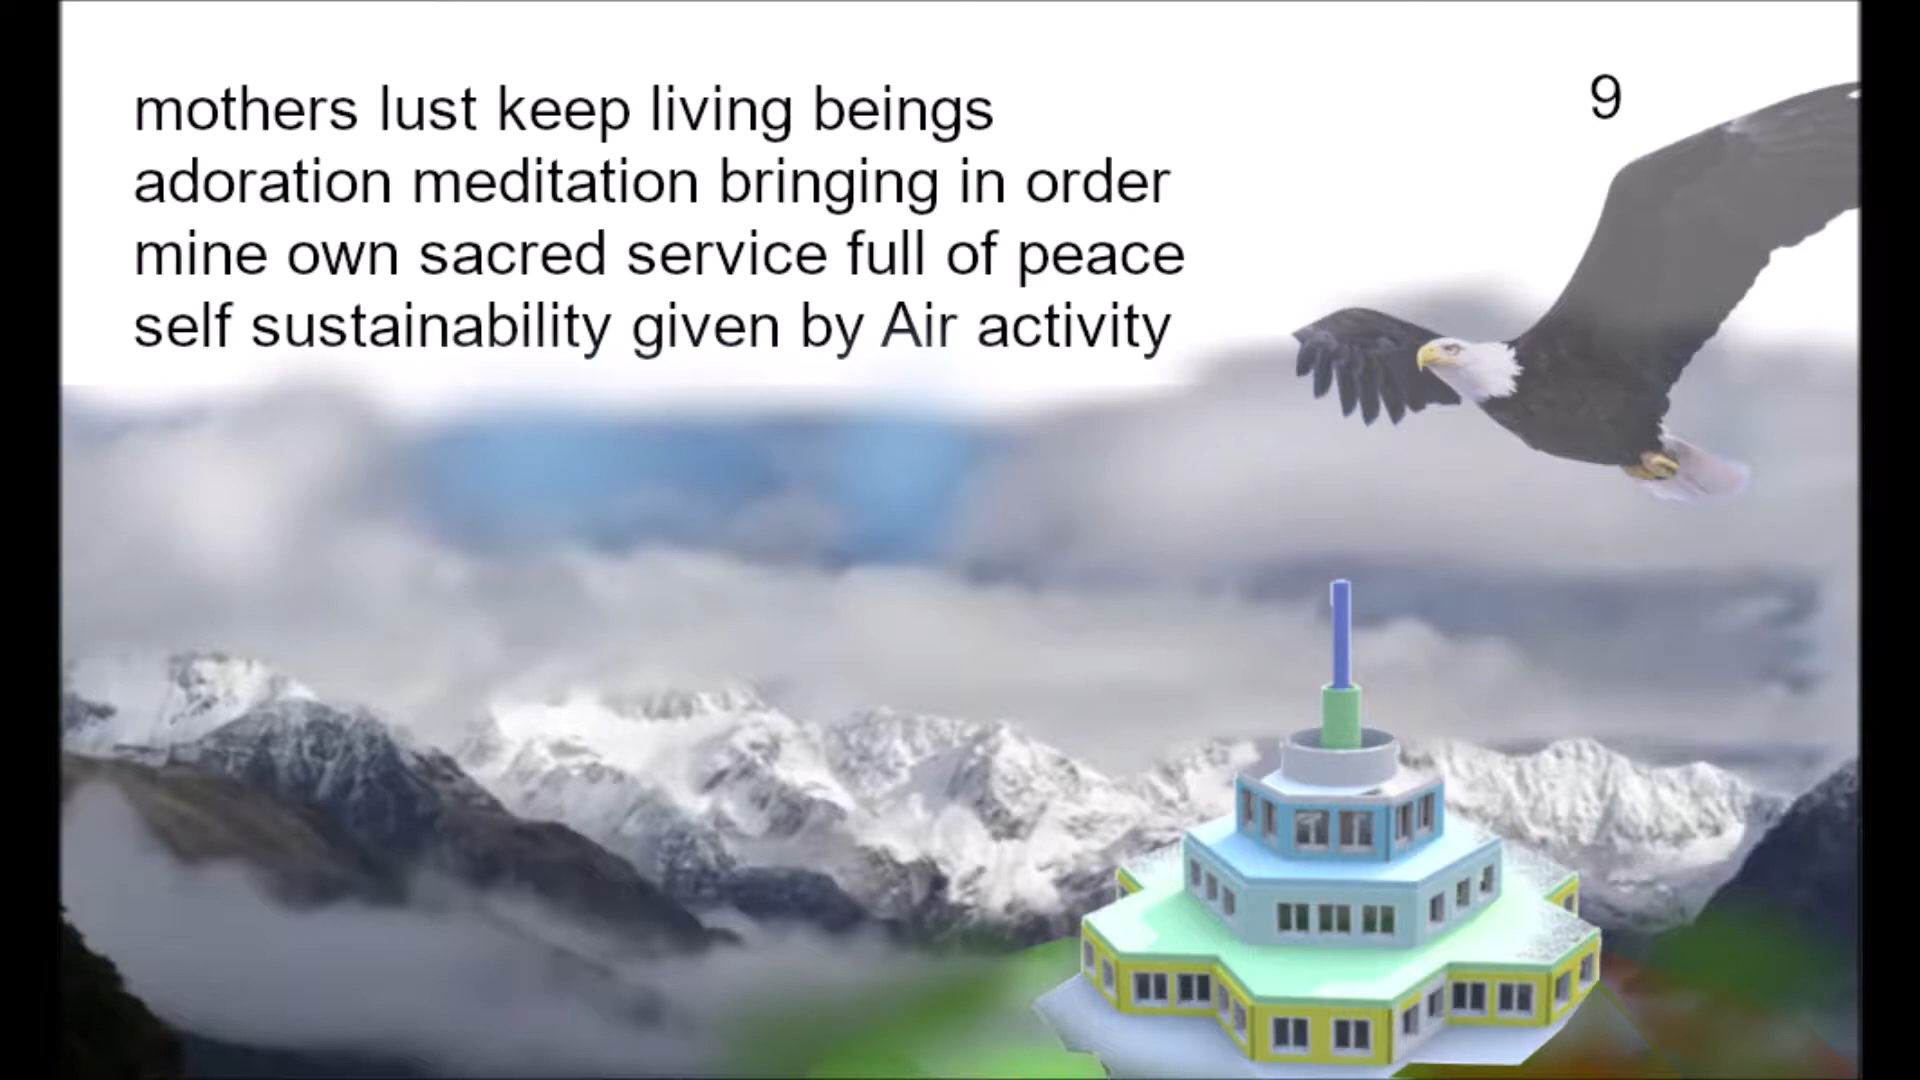 mothers lust keep living beings
adoration meditation bringing in order
mine own sacred service full of peace
self sustainability given by Air activity
9